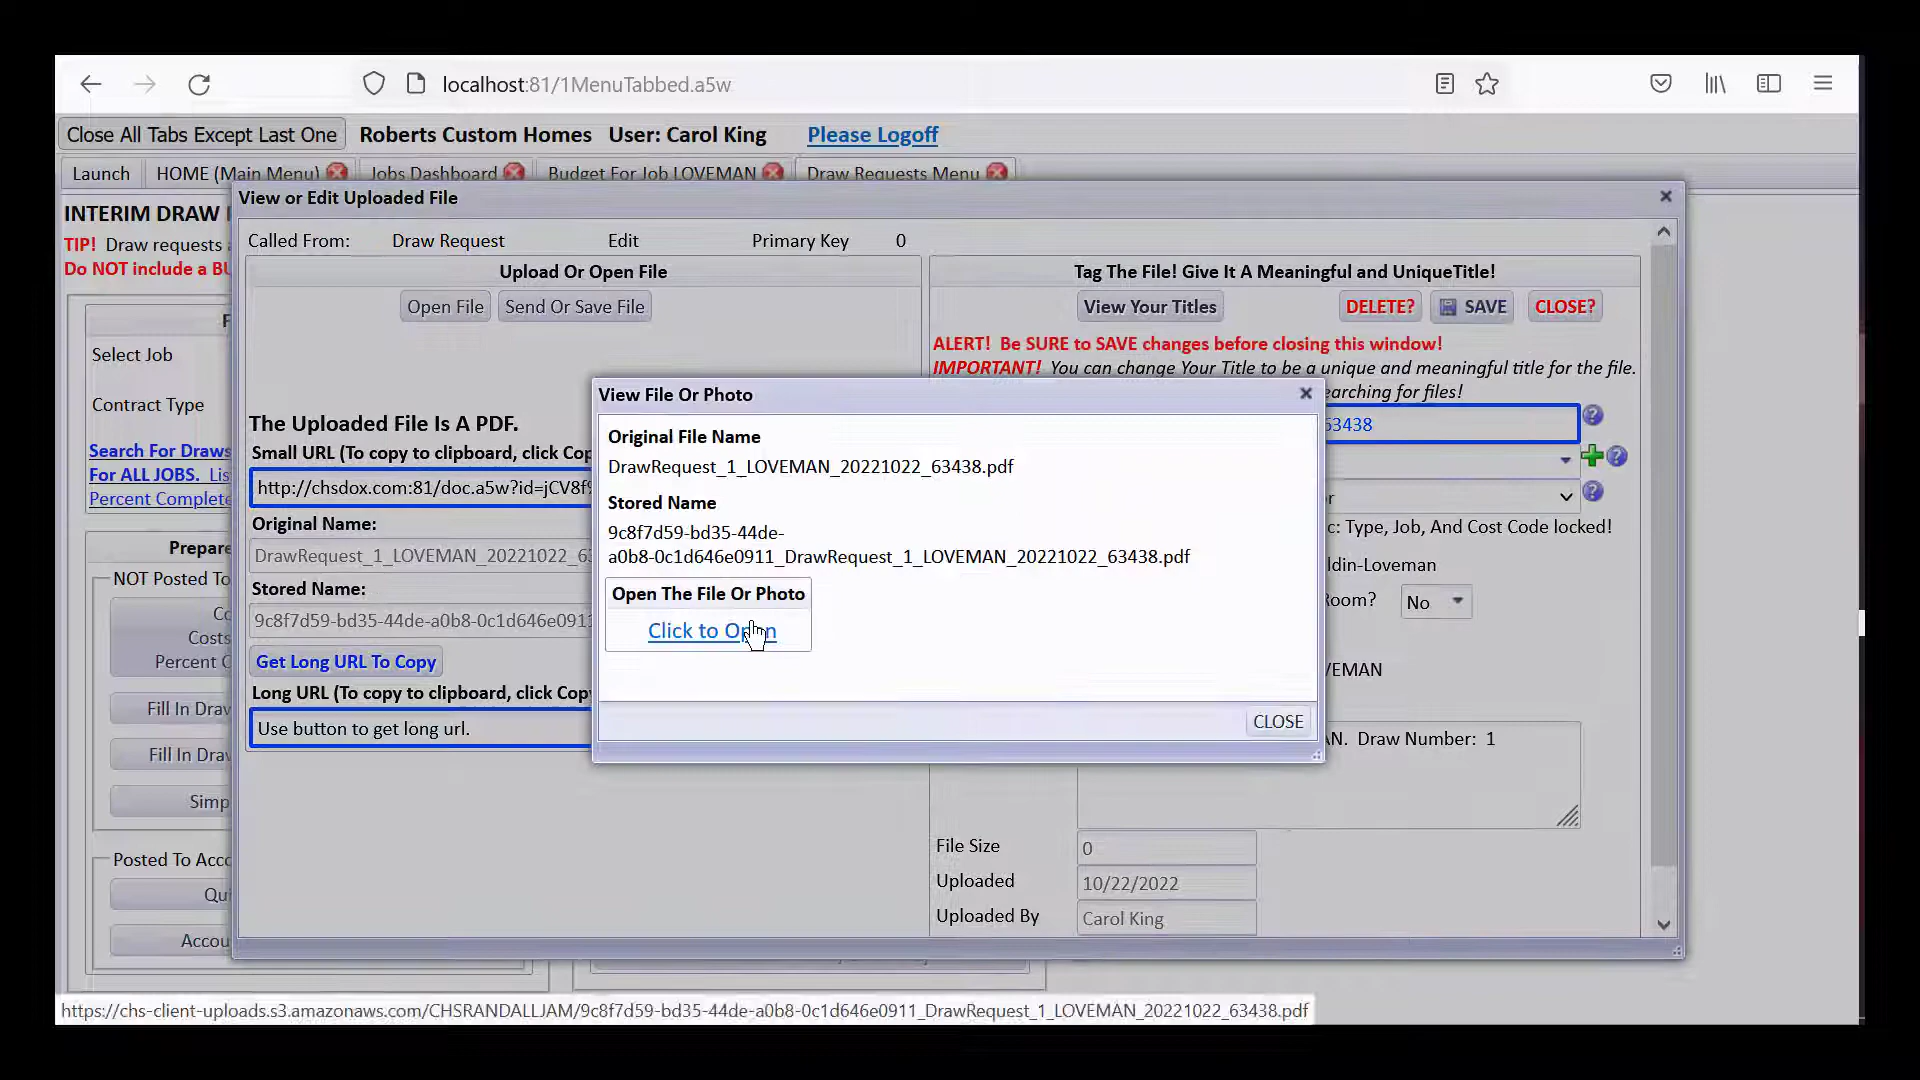 localhost:81/1MenuTabbed.a5w
Close All Tabs Except Last One Roberts Custom Homes User: Carol King Please Logoff
Launch HOME (Main Menu) Jobs Dashboard Budget For Job LOVEMAN Draw Requests Menu
View or Edit Uploaded File
INTERIM DRAW
TIP! Draw requests
Do NOT include a
Select Job
Contract Type
Search For Draws
For ALL JOBS.
Percent Complete
NOT Posted To
Costs
Percent
Fill In
Fill In
Called From: Draw Request Edit Primary Key 0
Upload Or Open File
Open File Send Or Save File
The Uploaded File Is A PDF.
Small URL (To copy to clipboard, click
http://chsdox.com:81/doc.a5w?id=jCV8f
Original Name:
DrawRequest_1_LOVEMAN_20221022_6
Stored Name:
9c8f7d59-bd35-44de-a0b8-0c1d646e0911
Get Long URL To Copy
Long URL (To copy to clipboard, click
Use button to get long url.
Tag The File! Give It A Meaningful and UniqueTitle!
View Your Titles DELETE? SAVE CLOSE?
ALERT! Be SURE to SAVE changes before closing this window!
IMPORTANT! You can change Your Title to be a unique and meaningful title for the file.
earching for files!
63438
c: Type, Job, And Cost Code locked!
ldin-Loveman
Room? No
VEMAN
AN. Draw Number: 1
File Size 0
Uploaded 10/22/2022
Uploaded By Carol King
View File Or Photo
Original File Name
DrawRequest_1_LOVEMAN_20221022_63438.pdf
Stored Name
9c8f7d59-bd35-44de-
a0b8-0c1d646e0911_DrawRequest_1_LOVEMAN_20221022_63438.pdf
Open The File Or Photo
Click to Open
CLOSE
https://chs-client-uploads.s3.amazonaws.com/CHSRANDALLJAM/9c8f7d59-bd35-44de-a0b8-0c1d646e0911_DrawRequest_1_LOVEMAN_20221022_63438.pdf